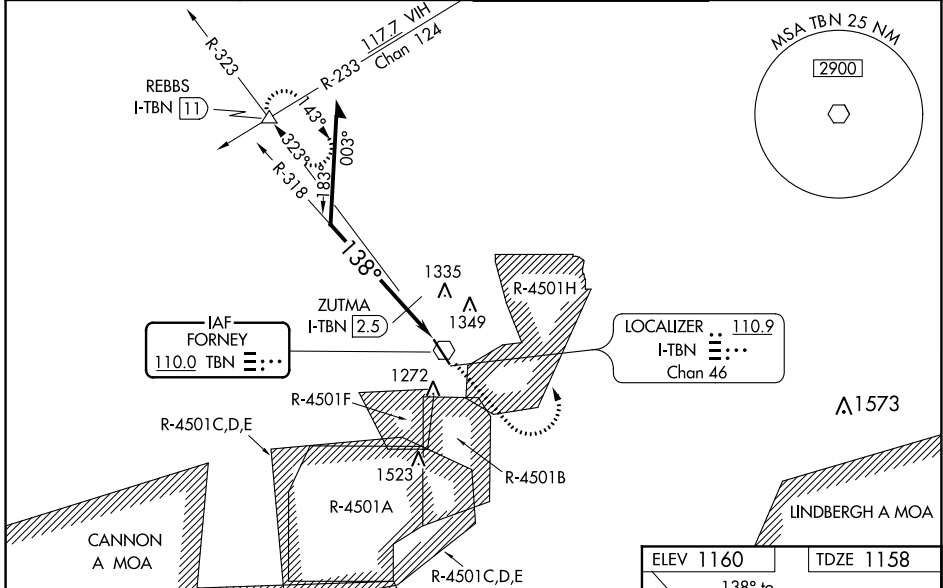 R-323
R-233 117.7 VIH
Chan 124
MSA TBN 25 NM
2900
REBBS
I-TBN 11
143°
323°
003°
183°
R-318
138°
1335
1349
R-4501H
ZUTMA
I-TBN 2.5
IAF
FORNEY
110.0 TBN
LOCALIZER 110.9
I-TBN
Chan 46
1272
R-4501F
1573
R-4501C,D,E
1523
R-4501B
R-4501A
LINDBERGH A MOA
CANNON
A MOA
R-4501C,D,E
ELEV 1160
TDZE 1158
138° to